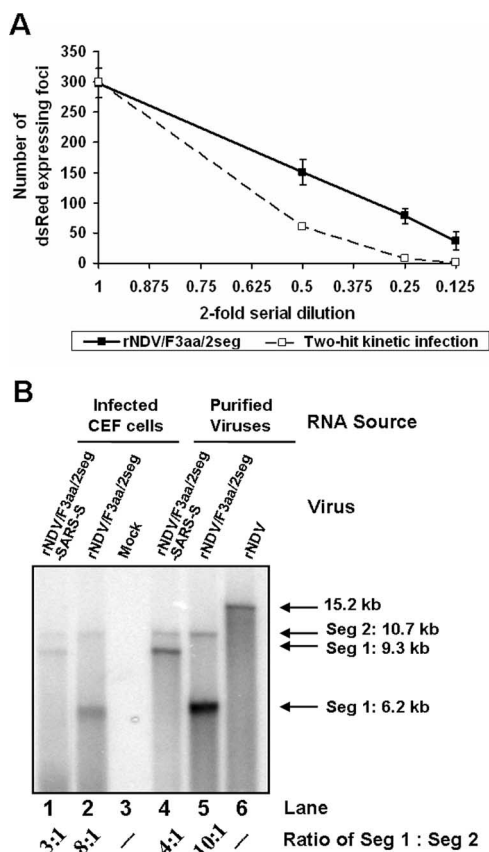 A
Number of
dsRed expressing foci
350
300
250
200
150
100
50
0
1 0.875 0.75 0.625 0.5 0.375 0.25 0.125
2-fold serial dilution
rNDV/F3aa/2seg Two-hit kinetic infection
B
Infected
CEF cells
Purified
Viruses
RNA Source
rNDV/F3aa/2seg
-SARS-S
rNDV/F3aa/2seg
Mock
rNDV/F3aa/2seg
-SARS-S
rNDV/F3aa/2seg
rNDV
Virus
15.2 kb
Seg 2: 10.7 kb
Seg 1: 9.3 kb
Seg 1: 6.2 kb
1 2 3 4 5 6 Lane
3:1 8:1 — 4:1 10:1 — Ratio of Seg 1 : Seg 2